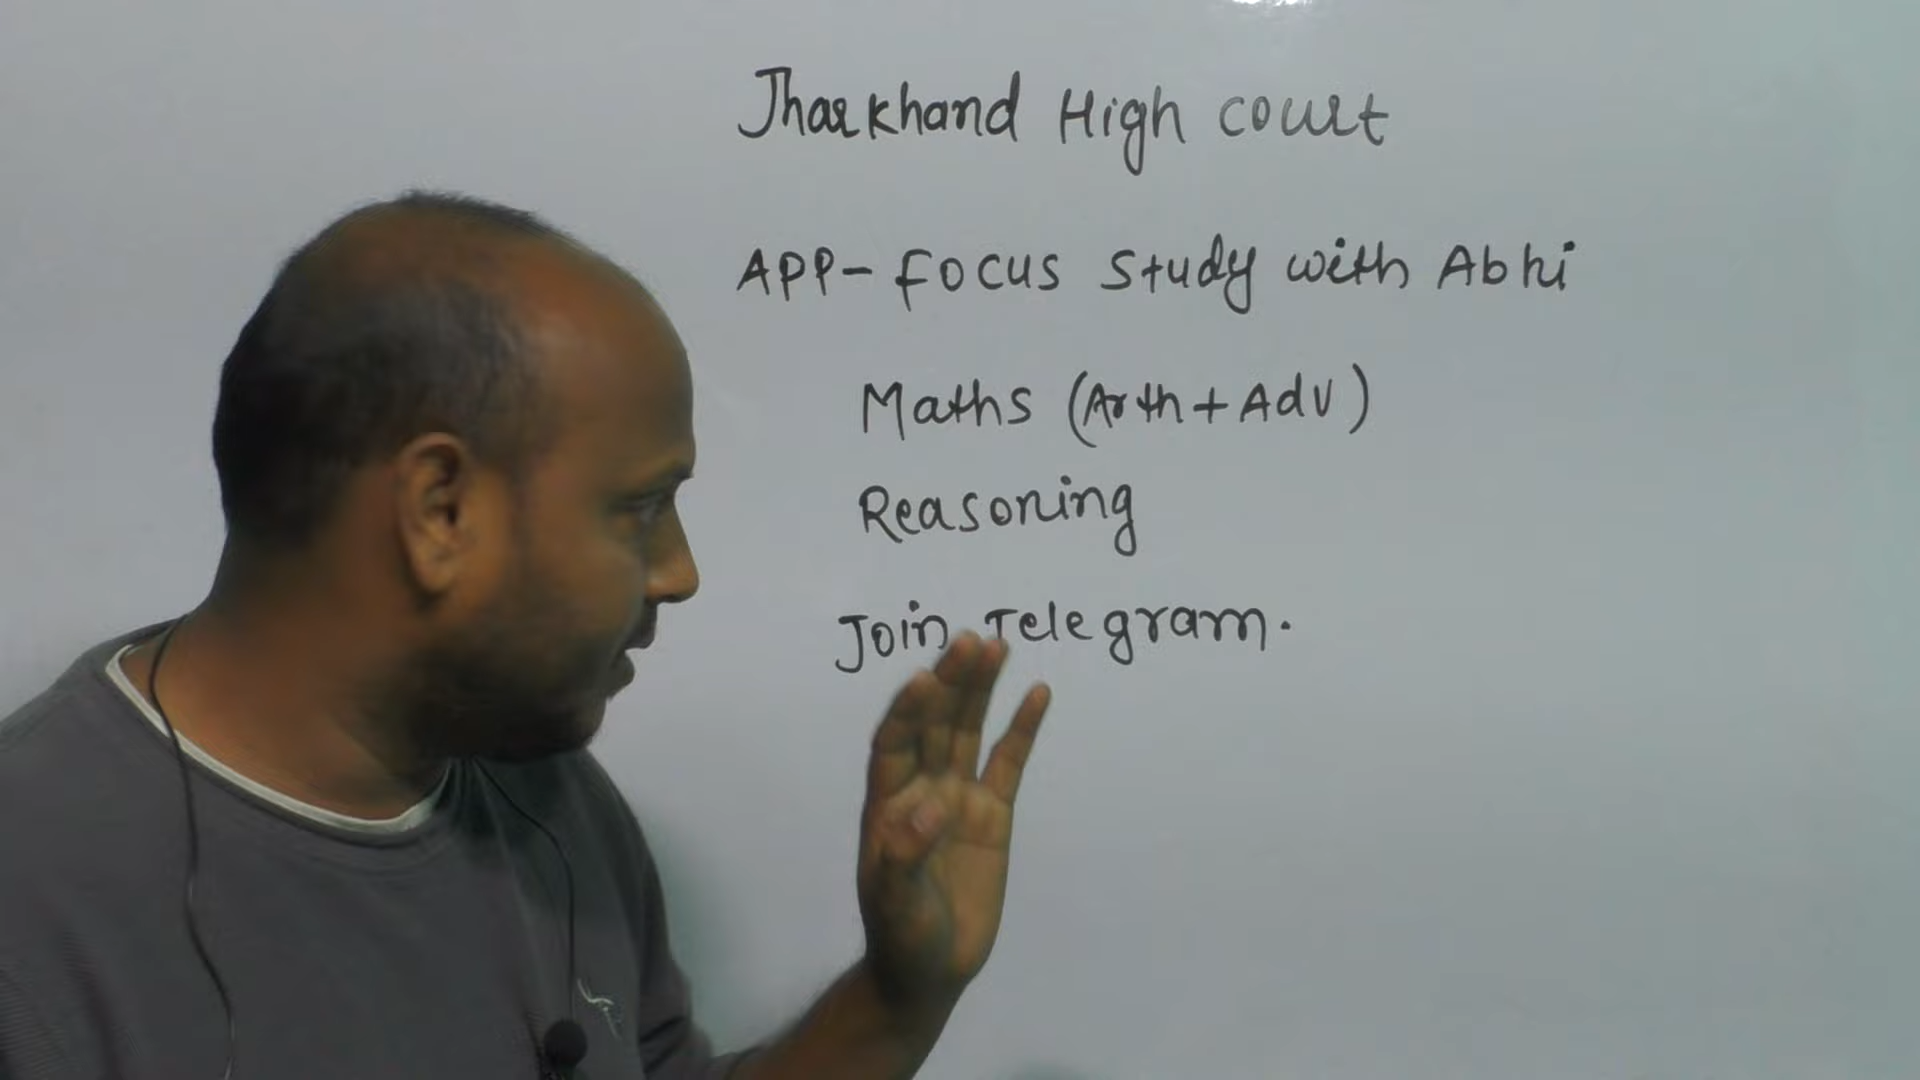 Jharkhand High court
APP- Focus Study with Abhi
Maths (Arth+Adv)
Reasoning
Join Telegram.